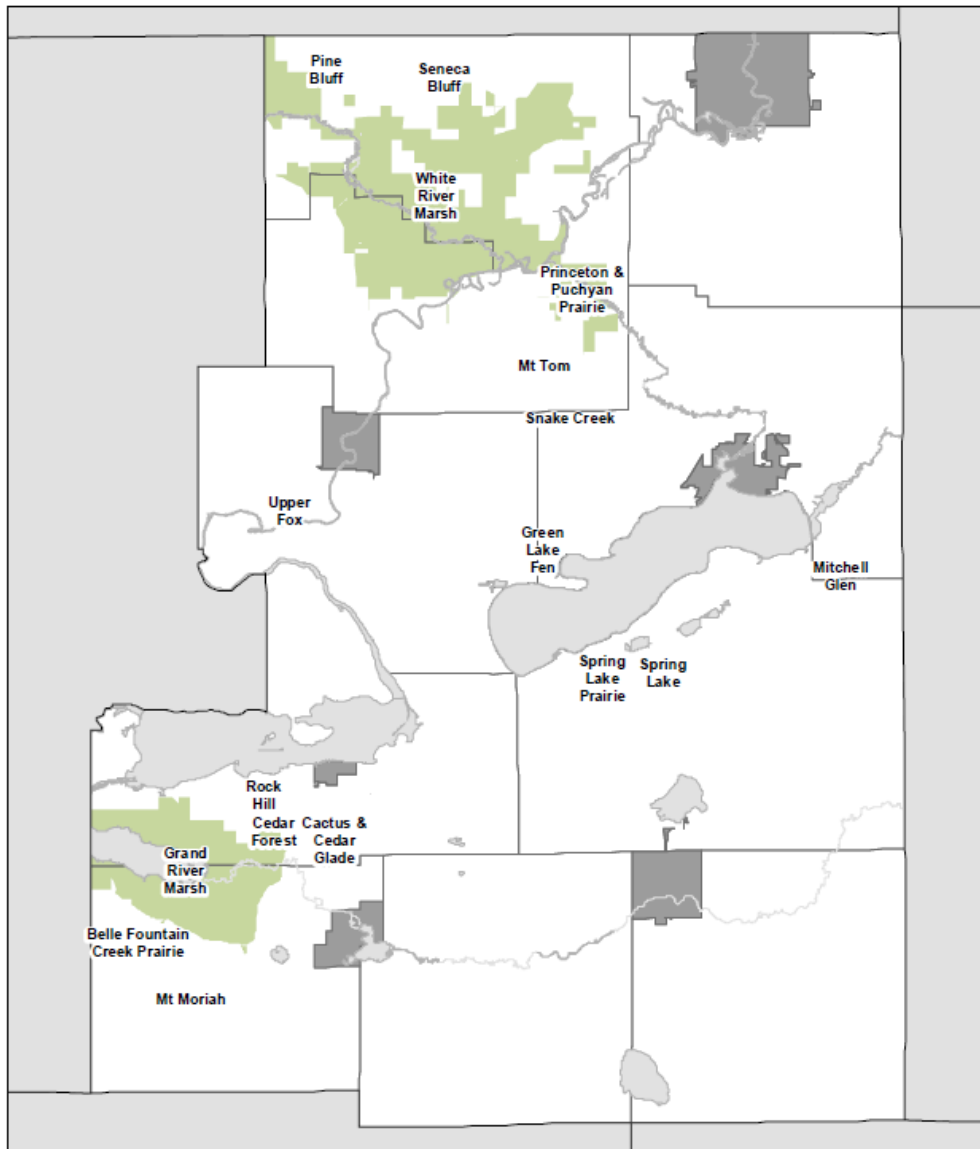 Pine
Bluff
Seneca
Bluff
White
River
Marsh
Princeton &
Puchyan
Prairie
Mt Tom
Snake Creek
Upper
Fox
Green
Lake
Fen
Mitchell
Glen
Spring
Lake
Prairie
Spring
Lake
Rock
Hill
Cedar
Forest
Cactus &
Cedar
Glade
Grand
River
Marsh
Belle Fountain
Creek Prairie
Mt Moriah